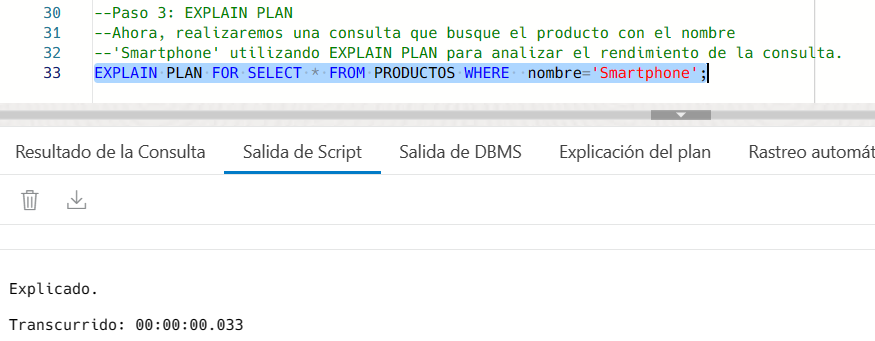 30 --Paso 3: EXPLAIN PLAN
31 --Ahora, realizaremos una consulta que busque el producto con el nombre
32 --'Smartphone' utilizando EXPLAIN PLAN para analizar el rendimiento de la consulta.
33 EXPLAIN PLAN FOR SELECT * FROM PRODUCTOS WHERE  nombre='Smartphone';
Resultado de la Consulta Salida de Script Salida de DBMS Explicación del plan Rastreo automát
Explicado.
Transcurrido: 00:00:00.033